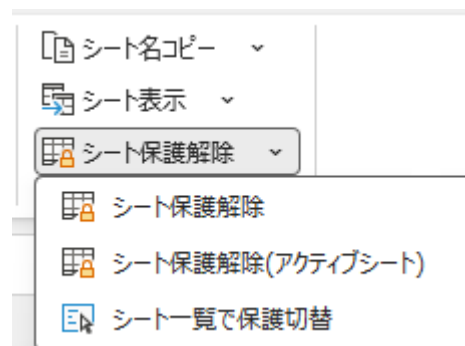 シート名コピー
シート表示
シート保護解除
シート保護解除
シート保護解除(アクティブシート)
シート一覧で保護切替